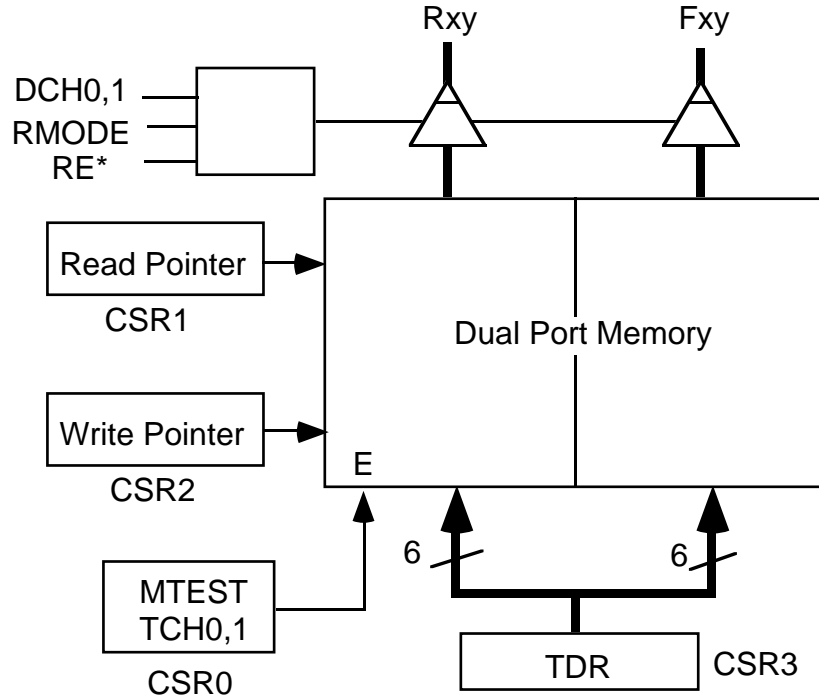 Rxy
Fxy
DCH0,1
RMODE
RE*
Read Pointer
CSR1
Dual Port Memory
Write Pointer
CSR2
E
6
6
MTEST
TCH0,1
CSR0
TDR
CSR3